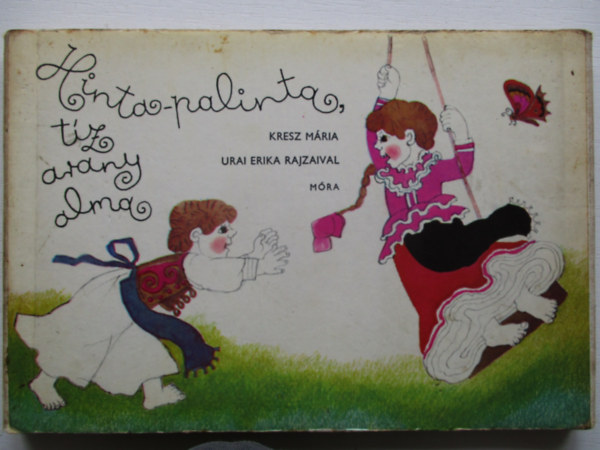 Hinta-palinta,
tíz
arany
alma
KRESZ MÁRIA
URAI ERIKA RAJZAIVAL
MÓRA